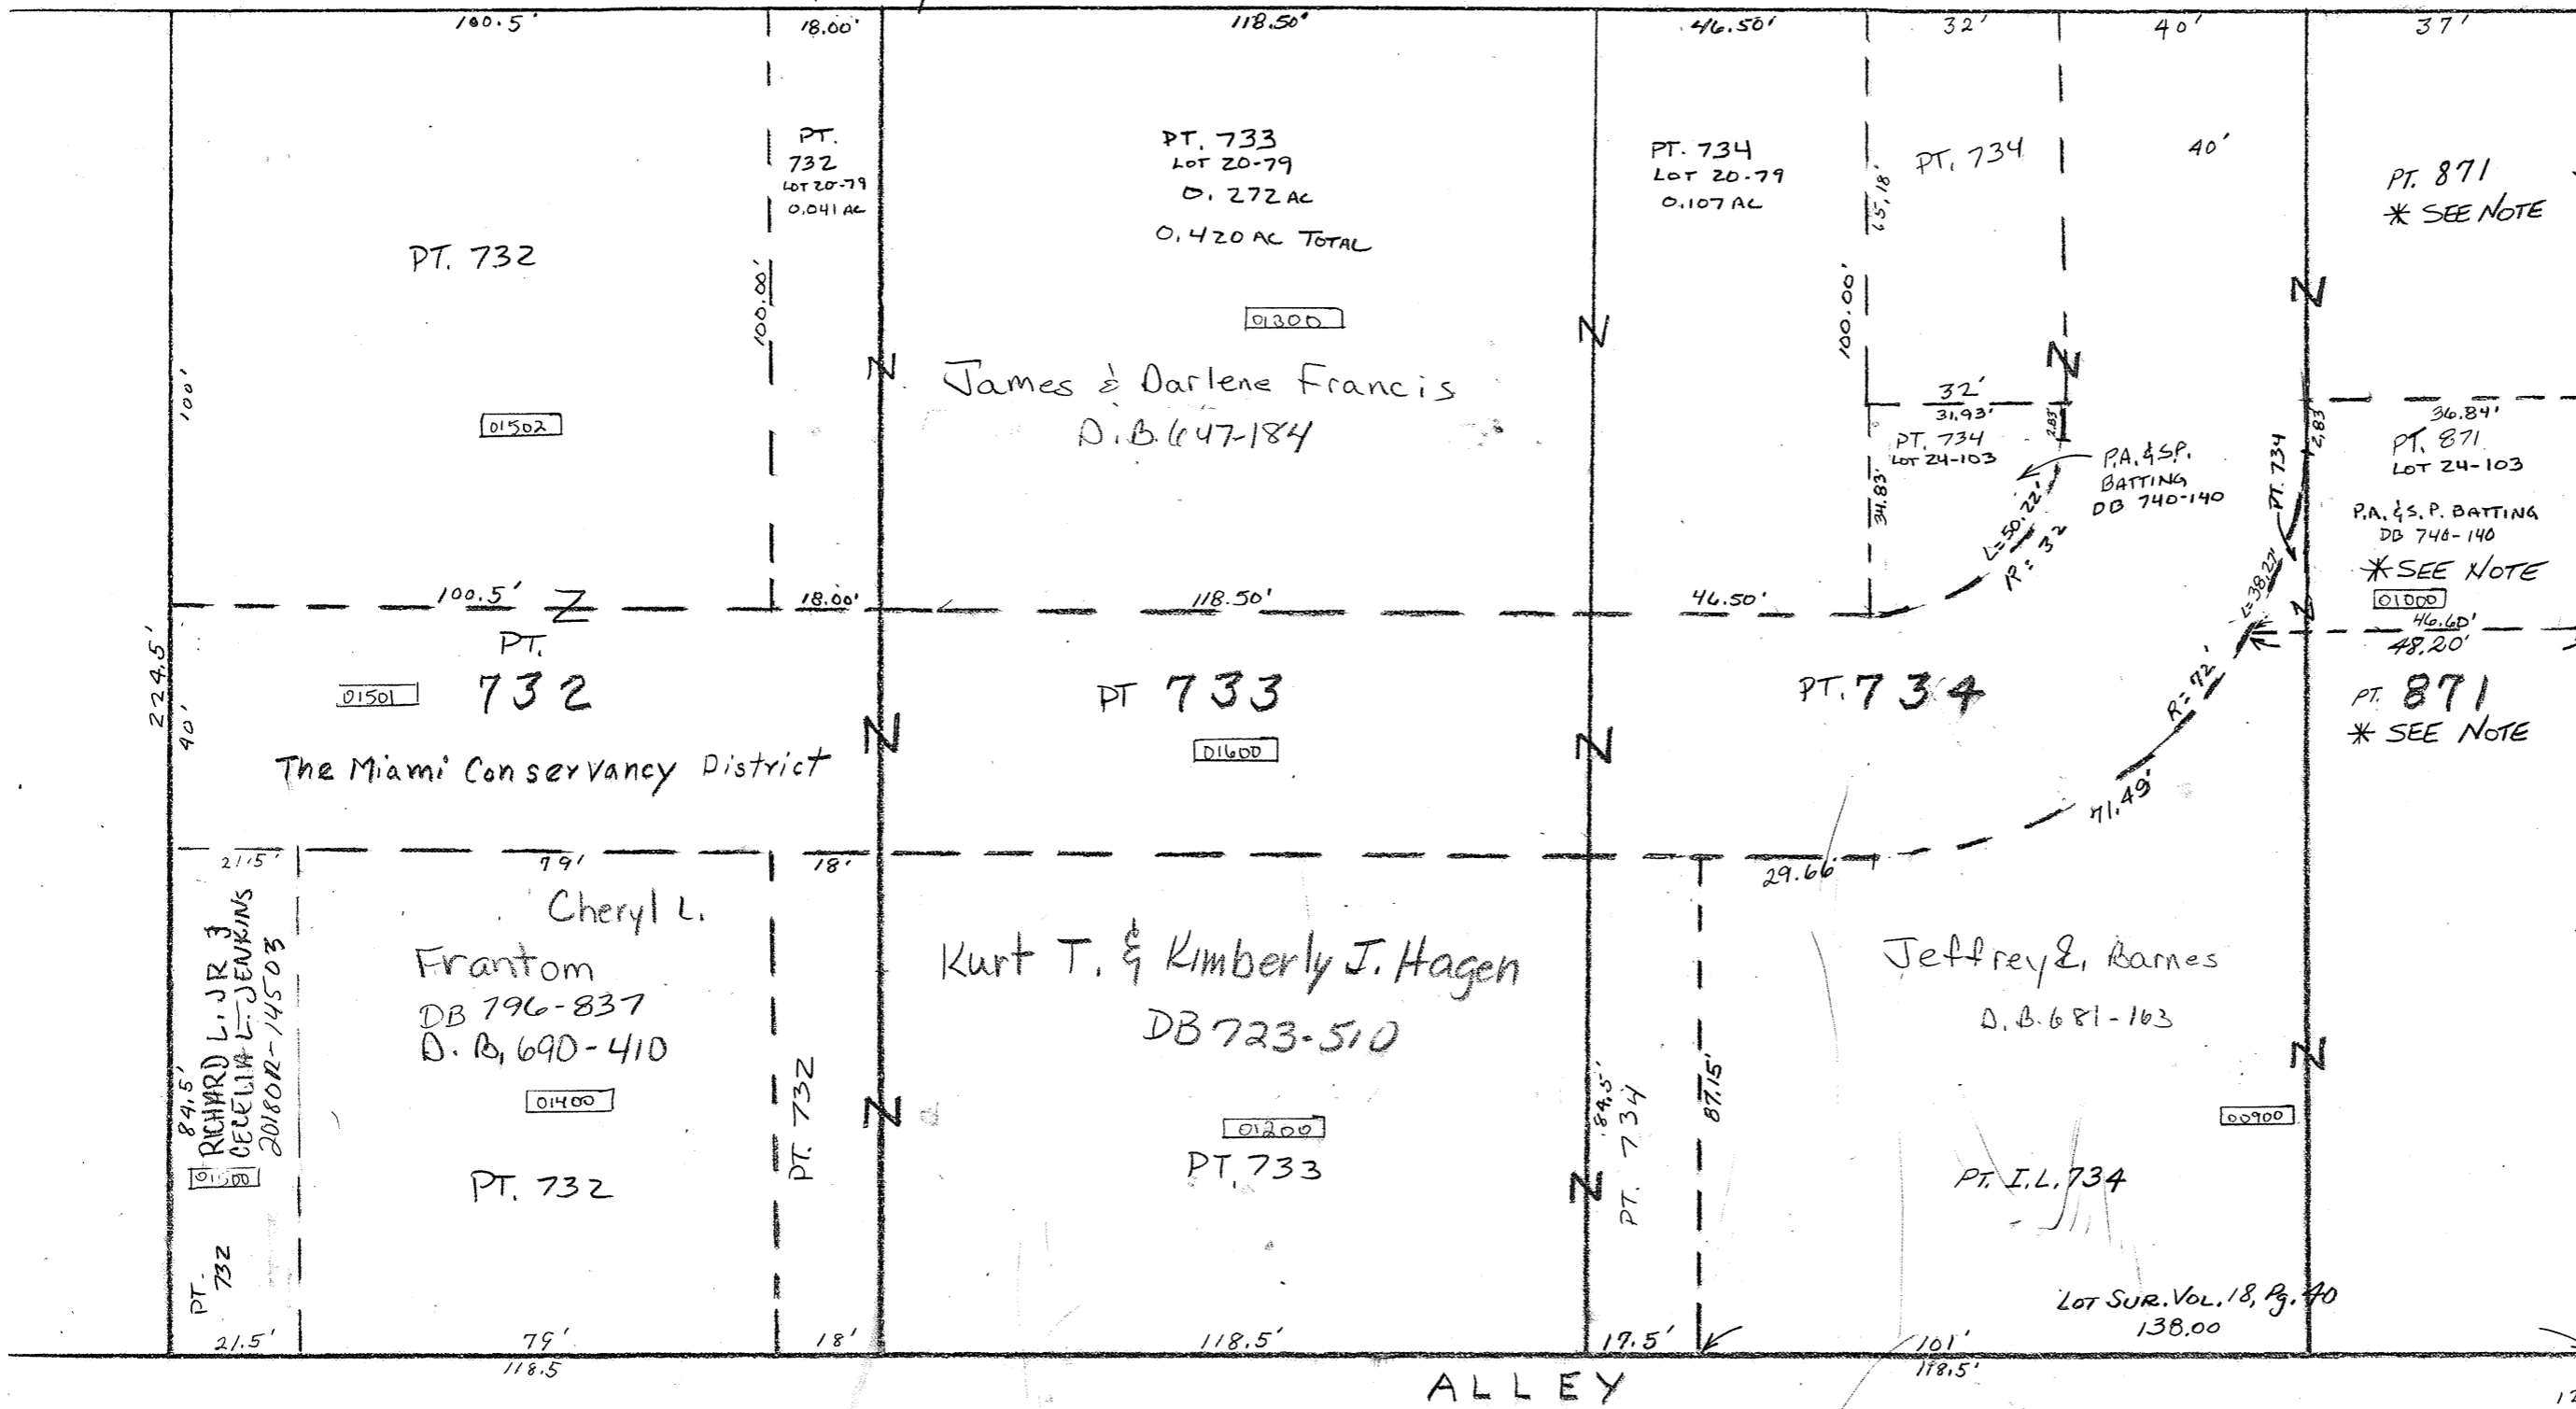 100.5'
18.00'
118.50'
46.50'
32'
40'
37'
PT. 732
01502
100'
100.00'
PT.
732
LOT 20-79
0.041 AC
PT. 733
LOT 20-79
0.272 AC
0.420 AC TOTAL
01300
James & Darlene Francis
D.B. 647-184
PT. 734
LOT 20-79
0.107 AC
65.18'
100.00'
PT. 734
40'
PT. 871
* SEE NOTE
Z
Z
Z
Z
32'
31.93'
PT. 734
LOT 24-103
2.83'
34.83'
L=50.22'
R=32
P.A. & S.P.
BATTING
DB 740-140
PT. 734
2.83
L=38.27'
36.84'
PT. 871
LOT 24-103
P.A. & S.P. BATTING
DB 740-140
* SEE NOTE
01000
46.60'
48.20'
Z
100.5'
Z
18.00'
118.50'
46.50'
224.5'
40'
PT.
732
01501
The Miami Conservancy District
Z
PT 733
01600
Z
PT. 734
R=72'
71.49'
PT. 871
* SEE NOTE
21.5'
79'
18'
29.66
84.5'
RICHARD L. JR &
CECELIA L. JENKINS
2018OR-14503
PT.
732
21.5'
Cheryl L.
Frantom
DB 796-837
D.B. 690-410
01400
PT. 732
79'
118.5
PT. 732
18'
Z
Kurt T. & Kimberly J. Hagen
DB 723-510
01200
PT. 733
118.5'
Z
84.5'
PT. 734
87.15'
17.5'
Barnes
D.B. 681-163
00900
Z
PT. I.L. 734
LOT SUR. VOL. 18, Pg. 40
138.00
101'
118.5'
ALLEY